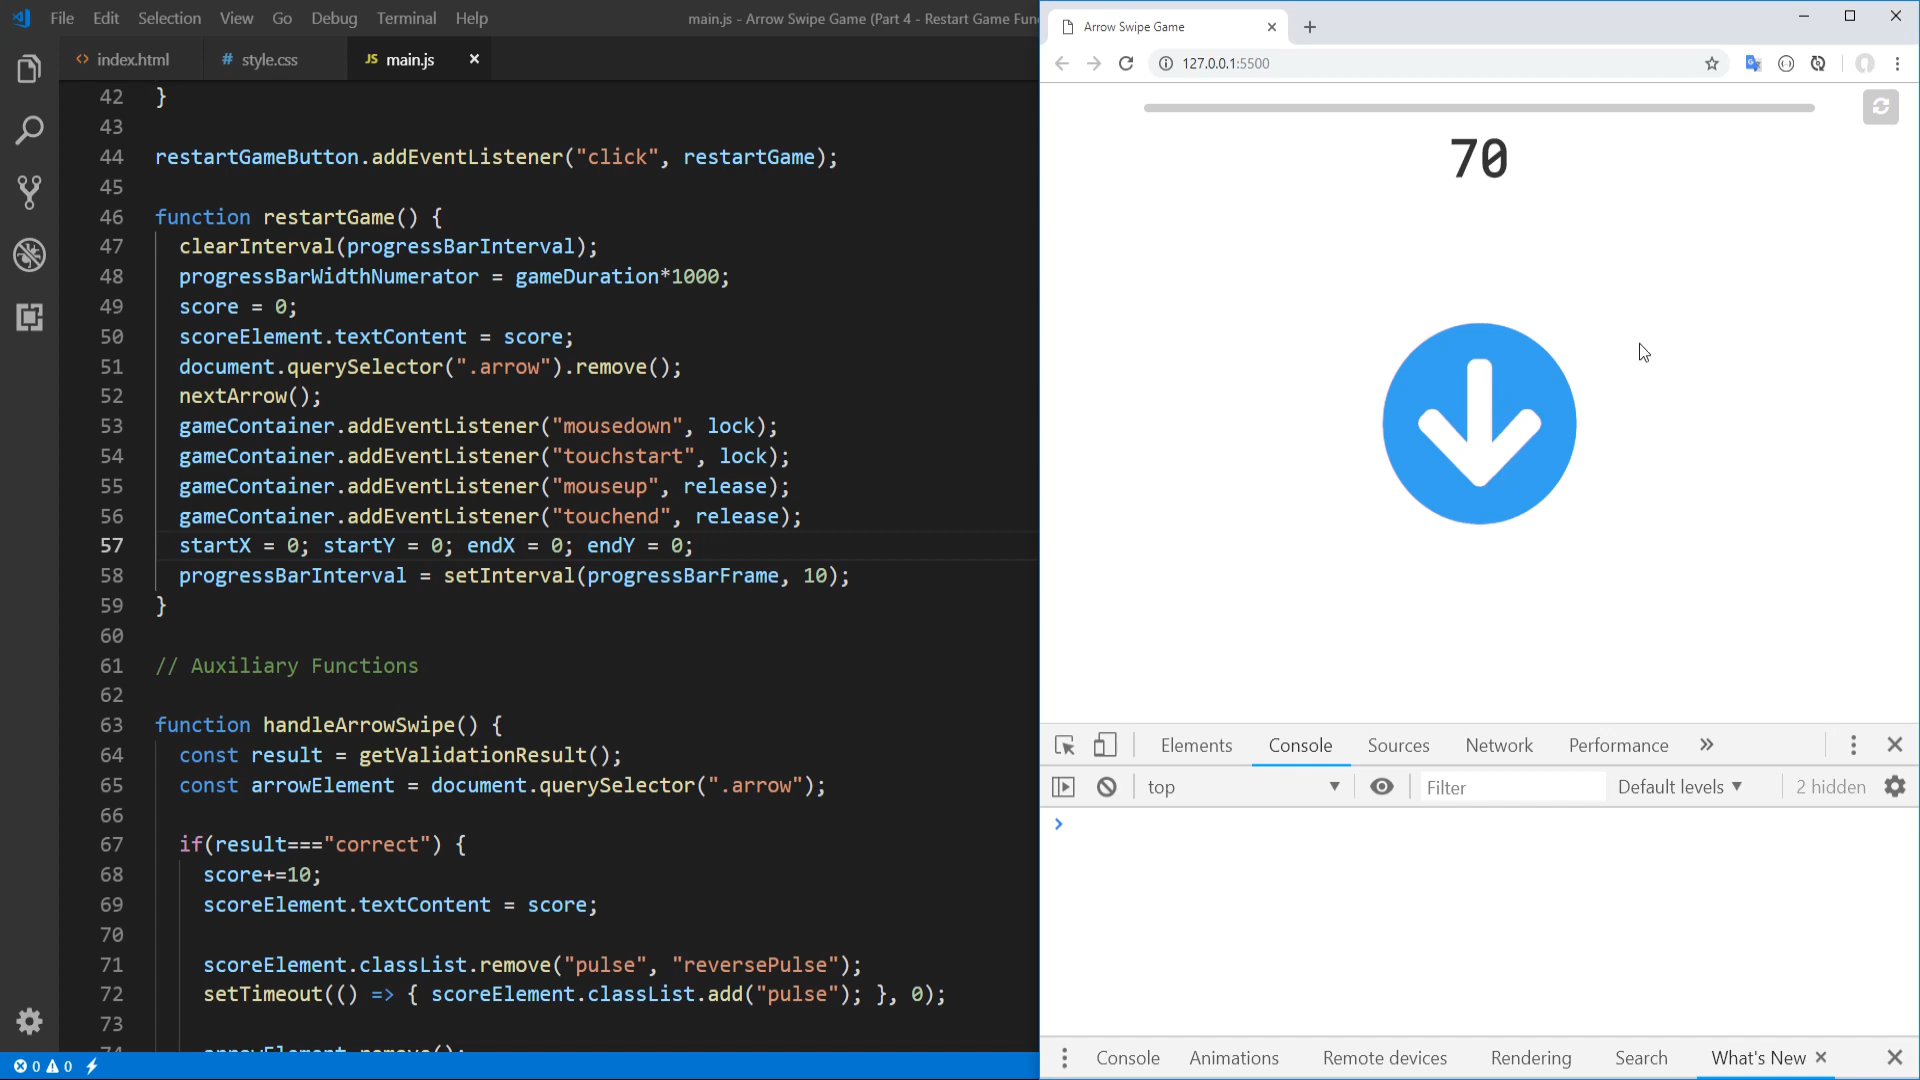 File Edit Selection View Go Debug Terminal Help
main.js - Arrow Swipe Game (Part 4 - Restart Game Fun
index.html
style.css
JS main.js
42 }
43
44 restartGameButton.addEventListener("click", restartGame);
45
46 function restartGame() {
47 clearInterval(progressBarInterval);
48 progressBarWidthNumerator = gameDuration*1000;
49 score = 0;
50 scoreElement.textContent = score;
51 document.querySelector(".arrow").remove();
52 nextArrow();
53 gameContainer.addEventListener("mousedown", lock);
54 gameContainer.addEventListener("touchstart", lock);
55 gameContainer.addEventListener("mouseup", release);
56 gameContainer.addEventListener("touchend", release);
57 startX = 0; startY = 0; endX = 0; endY = 0;
58 progressBarInterval = setInterval(progressBarFrame, 10);
59 }
60
61 // Auxiliary Functions
62
63 function handleArrowSwipe() {
64 const result = getValidationResult();
65 const arrowElement = document.querySelector(".arrow");
66
67 if(result==="correct") {
68 score+=10;
69 scoreElement.textContent = score;
70
71 scoreElement.classList.remove("pulse", "reversePulse");
72 setTimeout(() => { scoreElement.classList.add("pulse"); }, 0);
73
0 0
Arrow Swipe Game
127.0.0.1:5500
70
Elements Console Sources Network Performance
top
Filter
Default levels
2 hidden
Console Animations Remote devices Rendering Search What's New